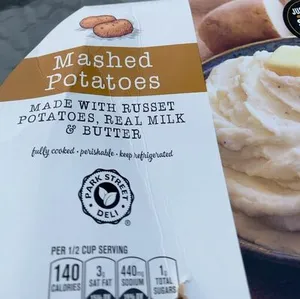 Mashed
Potatoes
MADE WITH RUSSET
POTATOES, REAL MILK
& BUTTER
fully cooked • perishable • keep refrigerated
PARK STREET
DELI
®
PER 1/2 CUP SERVING
140
CALORIES
3g
SAT FAT
440mg
SODIUM
1g
TOTAL
SUGARS